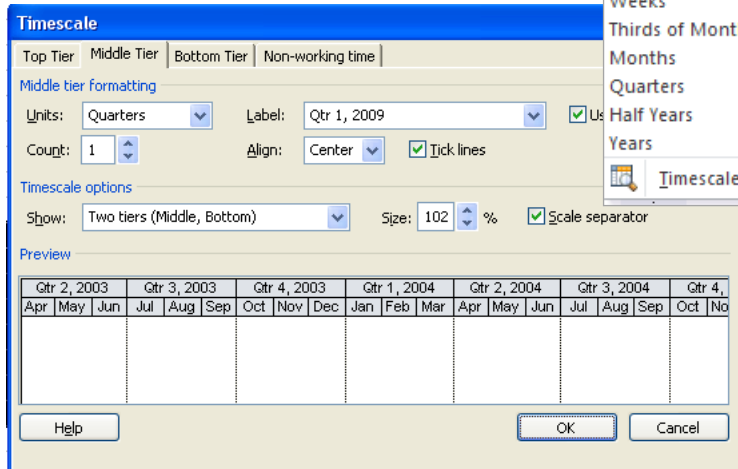 Weeks
Timescale
Thirds of Mont
Top Tier Middle Tier Bottom Tier Non-working time
Months
Middle tier formatting
Quarters
Units: Quarters Label: Qtr 1, 2009 Us
Half Years
Count: 1 Align: Center Tick lines
Years
Timescale
Timescale options
Show: Two tiers (Middle, Bottom) Size: 102 % Scale separator
Preview
Qtr 2, 2003 Qtr 3, 2003 Qtr 4, 2003 Qtr 1, 2004 Qtr 2, 2004 Qtr 3, 2004 Qtr 4,
Apr May Jun Jul Aug Sep Oct Nov Dec Jan Feb Mar Apr May Jun Jul Aug Sep Oct No
Help OK Cancel